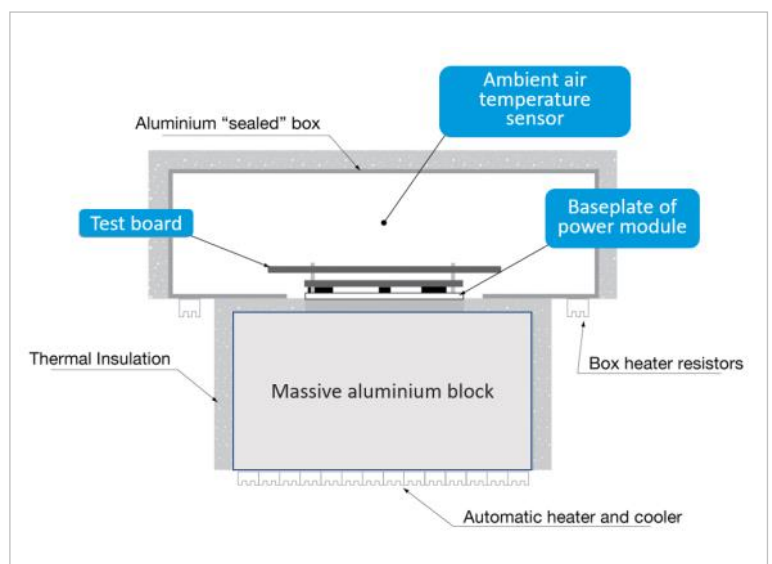 Ambient air
temperature
sensor
Aluminium “sealed” box
Test board
Baseplate of
power module
Thermal Insulation
Box heater resistors
Massive aluminium block
Automatic heater and cooler